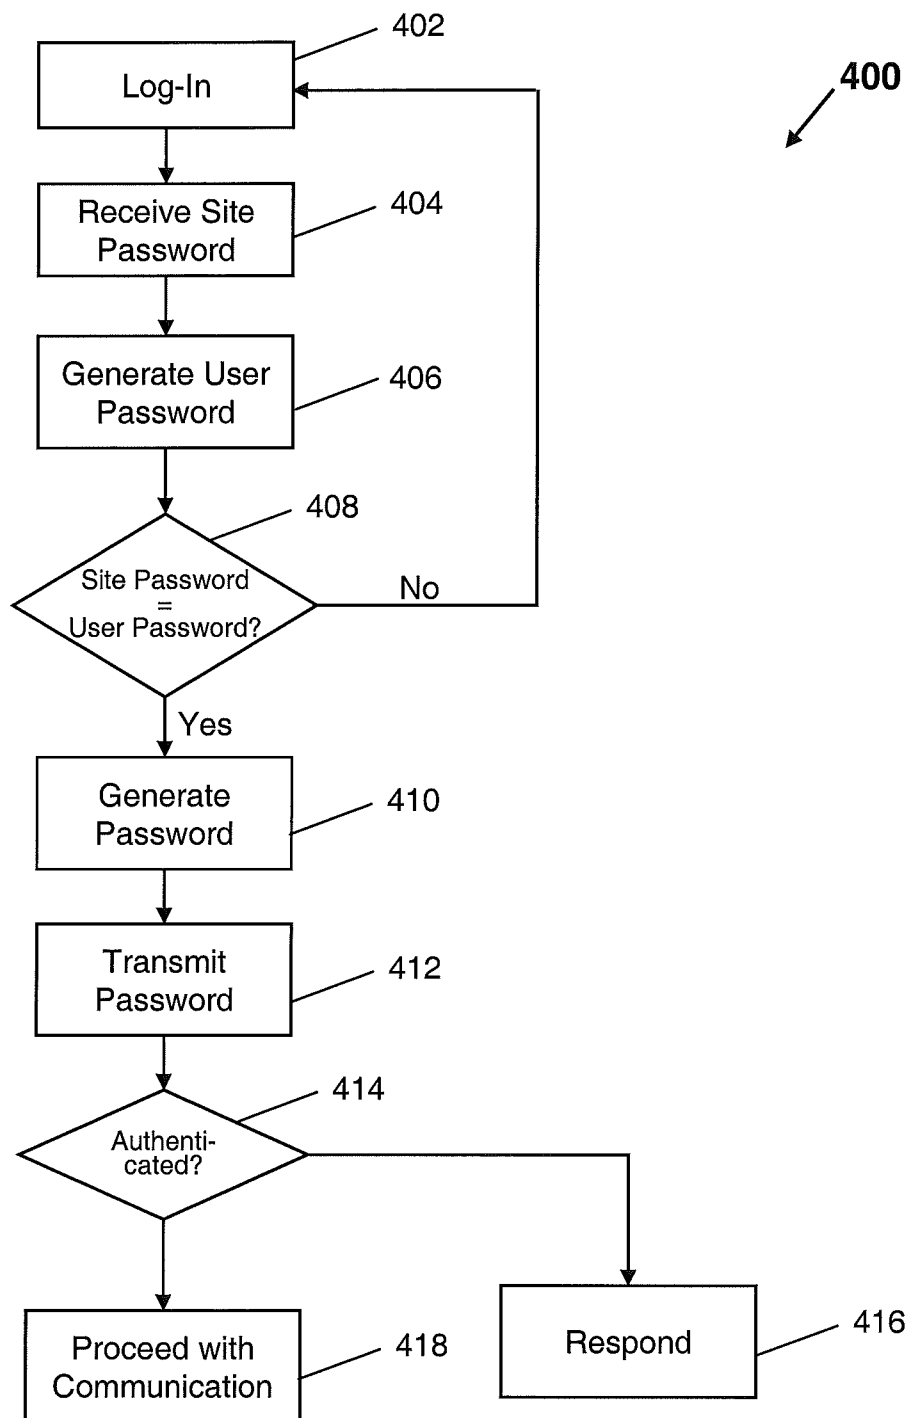 402
Log-In
400
Receive Site
Password
404
Generate User
Password
406
408
Site Password
=
User Password?
No
Yes
Generate
Password
410
Transmit
Password
412
414
Authenti-
cated?
Respond
416
Proceed with
Communication
418